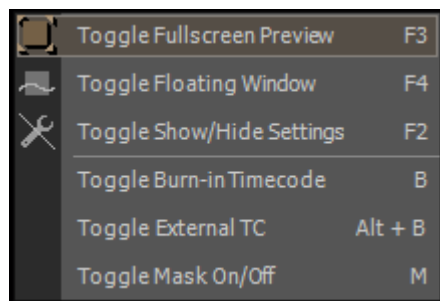 Toggle Fullscreen Preview F3
Toggle Floating Window F4
Toggle Show/Hide Settings F2
Toggle Burn-in Timecode B
Toggle External TC Alt + B
Toggle Mask On/Off M